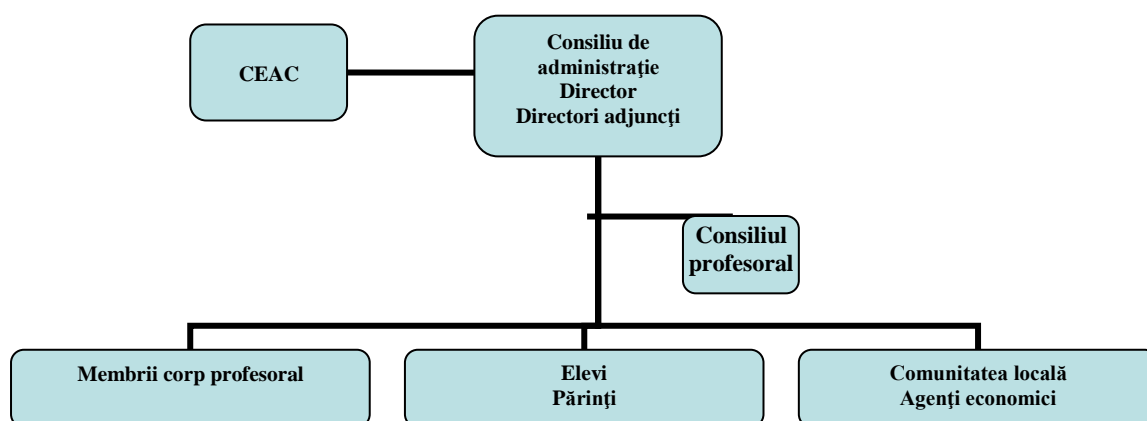 CEAC
Consiliu de
administraţie
Director
Directori adjuncţi
Consiliul
profesoral
Membrii corp profesoral
Elevi
Părinţi
Comunitatea locală
Agenţi economici